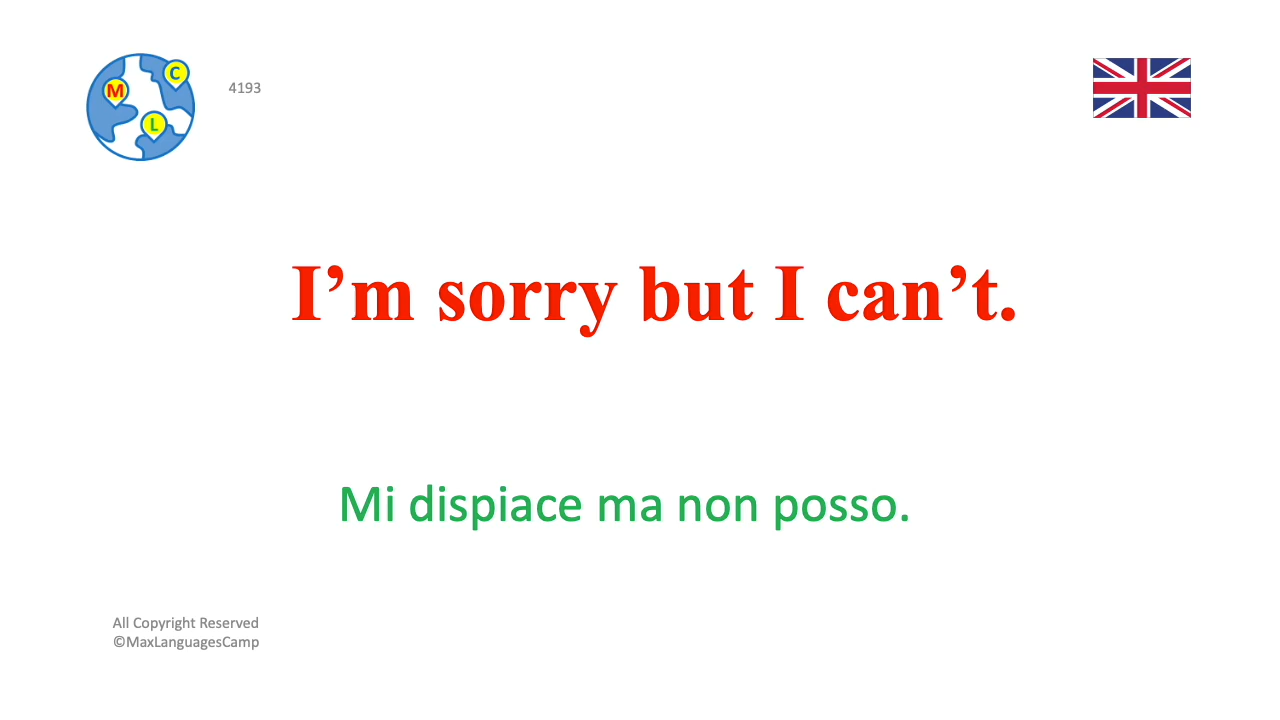 4193
M
C
L
I’m sorry but I can’t.
Mi dispiace ma non posso.
All Copyright Reserved
©MaxLanguagesCamp